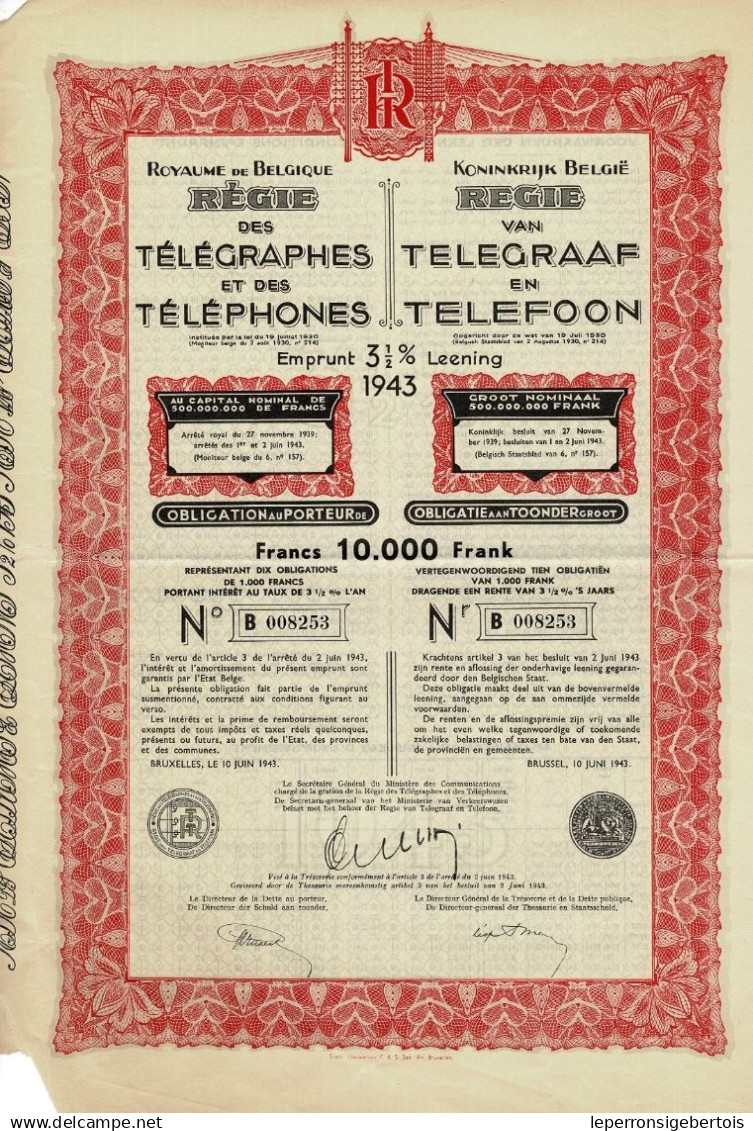 ROYAUME DE BELGIQUE
RÉGIE
DES
TÉLÉGRAPHES
ET DES
TÉLÉPHONES
Instituée par la loi du 19 juillet 1930
(Moniteur belge du 2 août 1930, n° 214)
KONINKRIJK BELGIË
REGIE
VAN
TELEGRAAF
EN
TELEFOON
Opgericht door de wet van 19 Juli 1930
(Belgisch Staatsblad van 2 Augustus 1930, n° 214)
Emprunt 3 1/2 % Leening
1943
AU CAPITAL NOMINAL DE
500.000.000 DE FRANCS
Arrêté royal du 27 novembre 1939;
arrêtés des 1er et 2 juin 1943.
(Moniteur belge du 6, n° 157).
GROOT NOMINAAL
500.000.000 FRANK
Koninklijk besluit van 27 Novem-
ber 1939; besluiten van 1 en 2 Juni 1943.
(Belgisch Staatsblad van 6, nr 157).
OBLIGATION AU PORTEUR DE
OBLIGATIE AAN TOONDER GROOT
Francs 10.000 Frank
REPRÉSENTANT DIX OBLIGATIONS
DE 1.000 FRANCS
PORTANT INTÉRÊT AU TAUX DE 3 1/2 % L'AN
VERTEGENWOORDIGEND TIEN OBLIGATIËN
VAN 1.000 FRANK
DRAGENDE EEN RENTE VAN 3 1/2 % 'S JAARS
No B 008253
Nr B 008253
En vertu de l'article 3 de l'arrêté du 2 juin 1943,
l'intérêt et l'amortissement du présent emprunt sont
garantis par l'Etat Belge.
La présente obligation fait partie de l'emprunt
susmentionné, contracté aux conditions figurant au
verso.
Les intérêts et la prime de remboursement seront
exempts de tous impôts et taxes réels quelconques,
présents ou futurs, au profit de l'Etat, des provinces
et des communes.
BRUXELLES, LE 10 JUIN 1943.
Krachtens artikel 3 van het besluit van 2 Juni 1943
zijn rente en aflossing der onderhavige leening gegaran-
deerd door den Belgischen Staat.
Deze obligatie maakt deel uit van de bovenvermelde
leening, aangegaan op de aan ommezijde vermelde
voorwaarden.
De renten en de aflossingspremie zijn vrij van alle
om het even welke tegenwoordige of toekomende
zakelijke belastingen of taxes ten bate van den Staat,
de provinciën en gemeenten.
BRUSSEL, 10 JUNI 1943.
Le Secrétaire Général du Ministère des Communications
chargé de la gestion de la Régie des Télégraphes et des Téléphones,
De Secretaris-generaal van het Ministerie van Verkeerswezen
belast met het beheer der Regie van Telegraaf en Telefoon,
Visé à la Trésorerie conformément à l'article 3 de l'arrêté du 2 juin 1943.
Geviseerd door de Thesaurie overeenkomstig artikel 3 van het besluit van 2 Juni 1943.
Le Directeur de la Dette au porteur,
De Directeur der Schuld aan toonder,
Le Directeur Général de la Trésorerie et de la Dette publique,
De Directeur-generaal der Thesaurie en Staatsschuld,
delcampe.net
leperronsigebertois